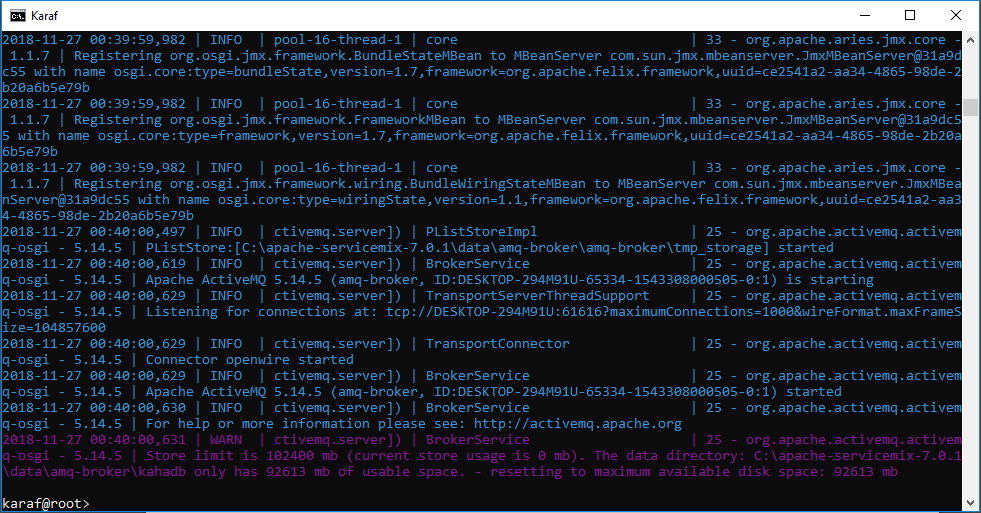 Karaf
2018-11-27 00:39:59,982 | INFO  | pool-16-thread-1 | core                             | 33 - org.apache.aries.jmx.core -
 1.1.7 | Registering org.osgi.jmx.framework.BundleStateMBean to MBeanServer com.sun.jmx.mbeanserver.JmxMBeanServer@31a9d
c55 with name osgi.core:type=bundleState,version=1.7,framework=org.apache.felix.framework,uuid=ce2541a2-aa34-4865-98de-2
b20a6b5e79b
2018-11-27 00:39:59,982 | INFO  | pool-16-thread-1 | core                             | 33 - org.apache.aries.jmx.core -
 1.1.7 | Registering org.osgi.jmx.framework.FrameworkMBean to MBeanServer com.sun.jmx.mbeanserver.JmxMBeanServer@31a9dc5
5 with name osgi.core:type=framework,version=1.7,framework=org.apache.felix.framework,uuid=ce2541a2-aa34-4865-98de-2b20a
6b5e79b
2018-11-27 00:39:59,982 | INFO  | pool-16-thread-1 | core                             | 33 - org.apache.aries.jmx.core -
 1.1.7 | Registering org.osgi.jmx.framework.wiring.BundleWiringStateMBean to MBeanServer com.sun.jmx.mbeanserver.JmxMBea
nServer@31a9dc55 with name osgi.core:type=wiringState,version=1.1,framework=org.apache.felix.framework,uuid=ce2541a2-aa3
4-4865-98de-2b20a6b5e79b
2018-11-27 00:40:00,497 | INFO  | ctivemq.server]) | PListStoreImpl                   | 25 - org.apache.activemq.activem
q-osgi - 5.14.5 | PListStore:[C:\apache-servicemix-7.0.1\data\amq-broker\amq-broker\tmp_storage] started
2018-11-27 00:40:00,619 | INFO  | ctivemq.server]) | BrokerService                    | 25 - org.apache.activemq.activem
q-osgi - 5.14.5 | Apache ActiveMQ 5.14.5 (amq-broker, ID:DESKTOP-294M91U-65334-1543308000505-0:1) is starting
2018-11-27 00:40:00,629 | INFO  | ctivemq.server]) | TransportServerThreadSupport     | 25 - org.apache.activemq.activem
q-osgi - 5.14.5 | Listening for connections at: tcp://DESKTOP-294M91U:61616?maximumConnections=1000&wireFormat.maxFrameS
ize=104857600
2018-11-27 00:40:00,629 | INFO  | ctivemq.server]) | TransportConnector               | 25 - org.apache.activemq.activem
q-osgi - 5.14.5 | Connector openwire started
2018-11-27 00:40:00,629 | INFO  | ctivemq.server]) | BrokerService                    | 25 - org.apache.activemq.activem
q-osgi - 5.14.5 | Apache ActiveMQ 5.14.5 (amq-broker, ID:DESKTOP-294M91U-65334-1543308000505-0:1) started
2018-11-27 00:40:00,630 | INFO  | ctivemq.server]) | BrokerService                    | 25 - org.apache.activemq.activem
q-osgi - 5.14.5 | For help or more information please see: http://activemq.apache.org
2018-11-27 00:40:00,631 | WARN  | ctivemq.server]) | BrokerService                    | 25 - org.apache.activemq.activem
q-osgi - 5.14.5 | Store limit is 102400 mb (current store usage is 0 mb). The data directory: C:\apache-servicemix-7.0.1
\data\amq-broker\kahadb only has 92613 mb of usable space. - resetting to maximum available disk space: 92613 mb
karaf@root>